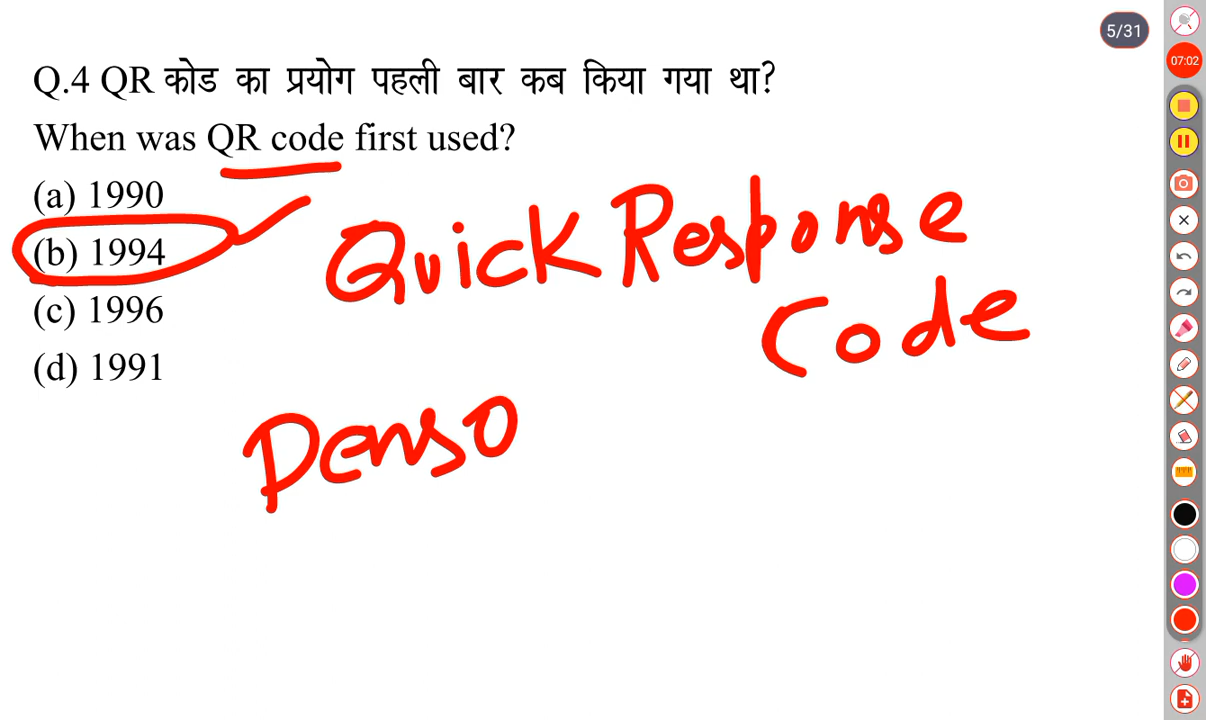 5/31
07:02
Q.4 QR कोड का प्रयोग पहली बार कब किया गया था?
When was QR code first used?
(a) 1990
(b) 1994
(c) 1996
(d) 1991
Quick Response
Code
Denso